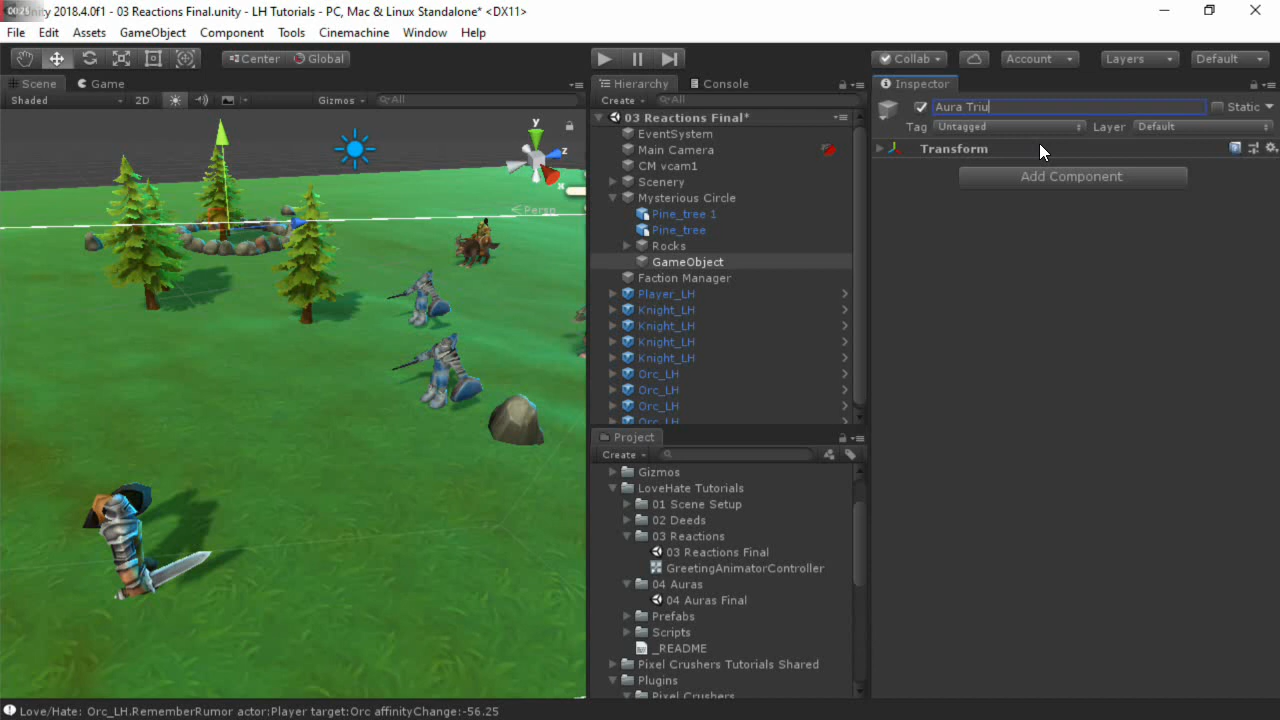 00:25
ity 2018.4.0f1 - 03 Reactions Final.unity - LH Tutorials - PC, Mac & Linux Standalone* <DX11>
File Edit Assets GameObject Component Tools Cinemachine Window Help
Center Global Collab Account Layers Default
Scene Game
Shaded 2D Gizmos All
y
z
x
Persp
Hierarchy Console
Create All
03 Reactions Final*
EventSystem
Main Camera
CM vcam1
Scenery
Mysterious Circle
Pine_tree 1
Pine_tree
Rocks
GameObject
Faction Manager
Player_LH
Knight_LH
Knight_LH
Knight_LH
Knight_LH
Orc_LH
Orc_LH
Orc_LH
Orc_LH
Project
Create
Gizmos
LoveHate Tutorials
01 Scene Setup
02 Deeds
03 Reactions
03 Reactions Final
GreetingAnimatorController
04 Auras
04 Auras Final
Prefabs
Scripts
_README
Pixel Crushers Tutorials Shared
Plugins
Pixel Crushers
Inspector
Aura Triu Static
Tag Untagged Layer Default
Transform
Add Component
Love/Hate: Orc_LH.RememberRumor actor:Player target:Orc affinityChange:-56.25